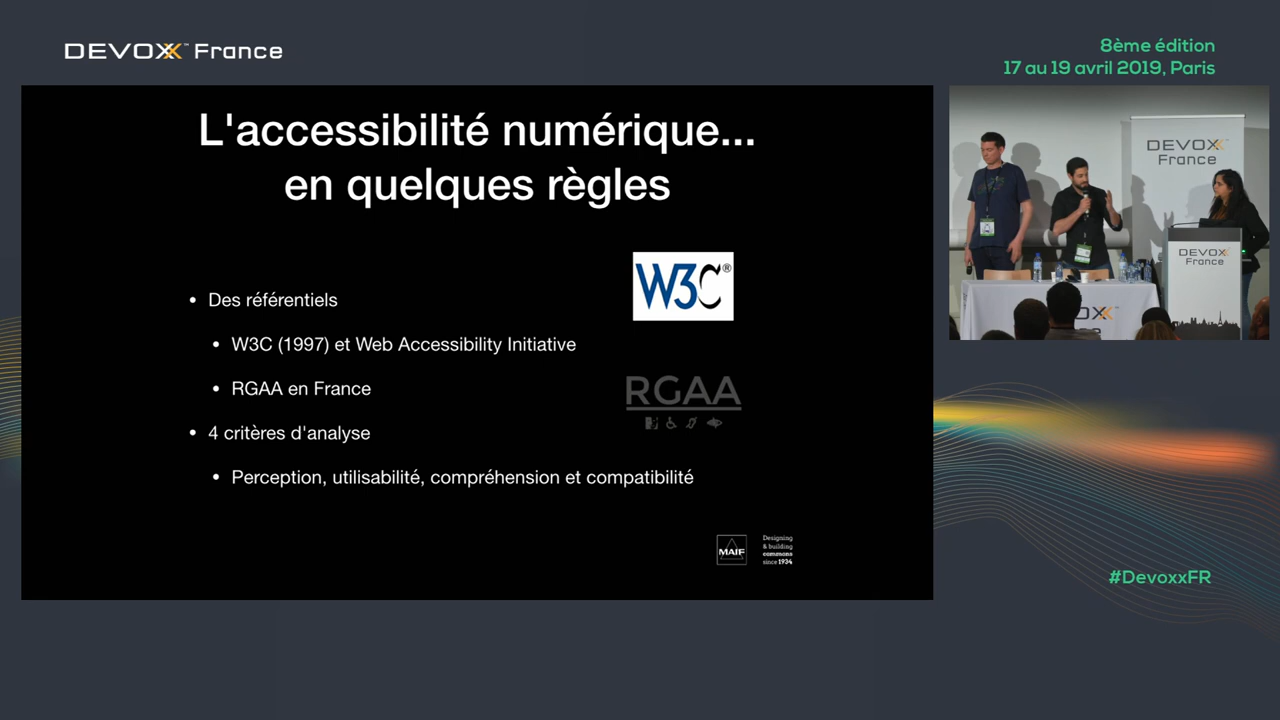 DEVOXX™ France
8ème édition
17 au 19 avril 2019, Paris
L'accessibilité numérique...
en quelques règles
W3C®
• Des référentiels
• W3C (1997) et Web Accessibility Initiative
• RGAA en France
RGAA
• 4 critères d'analyse
• Perception, utilisabilité, compréhension et compatibilité
MAIF
Designing
& building
commons
since 1934
DEVOXX
France
DEVOXX
France
#DevoxxFR